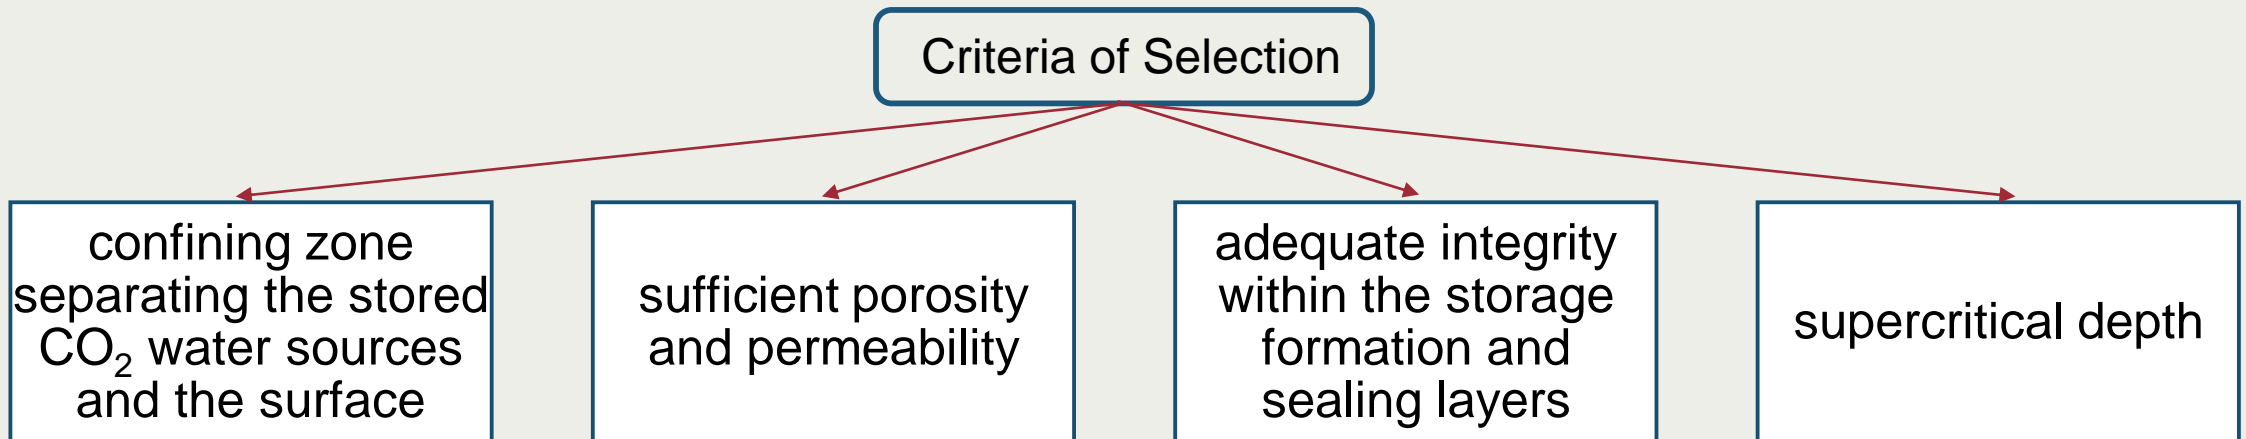 Criteria of Selection
confining zone
separating the stored
CO₂ water sources
and the surface
sufficient porosity
and permeability
adequate integrity
within the storage
formation and
sealing layers
supercritical depth